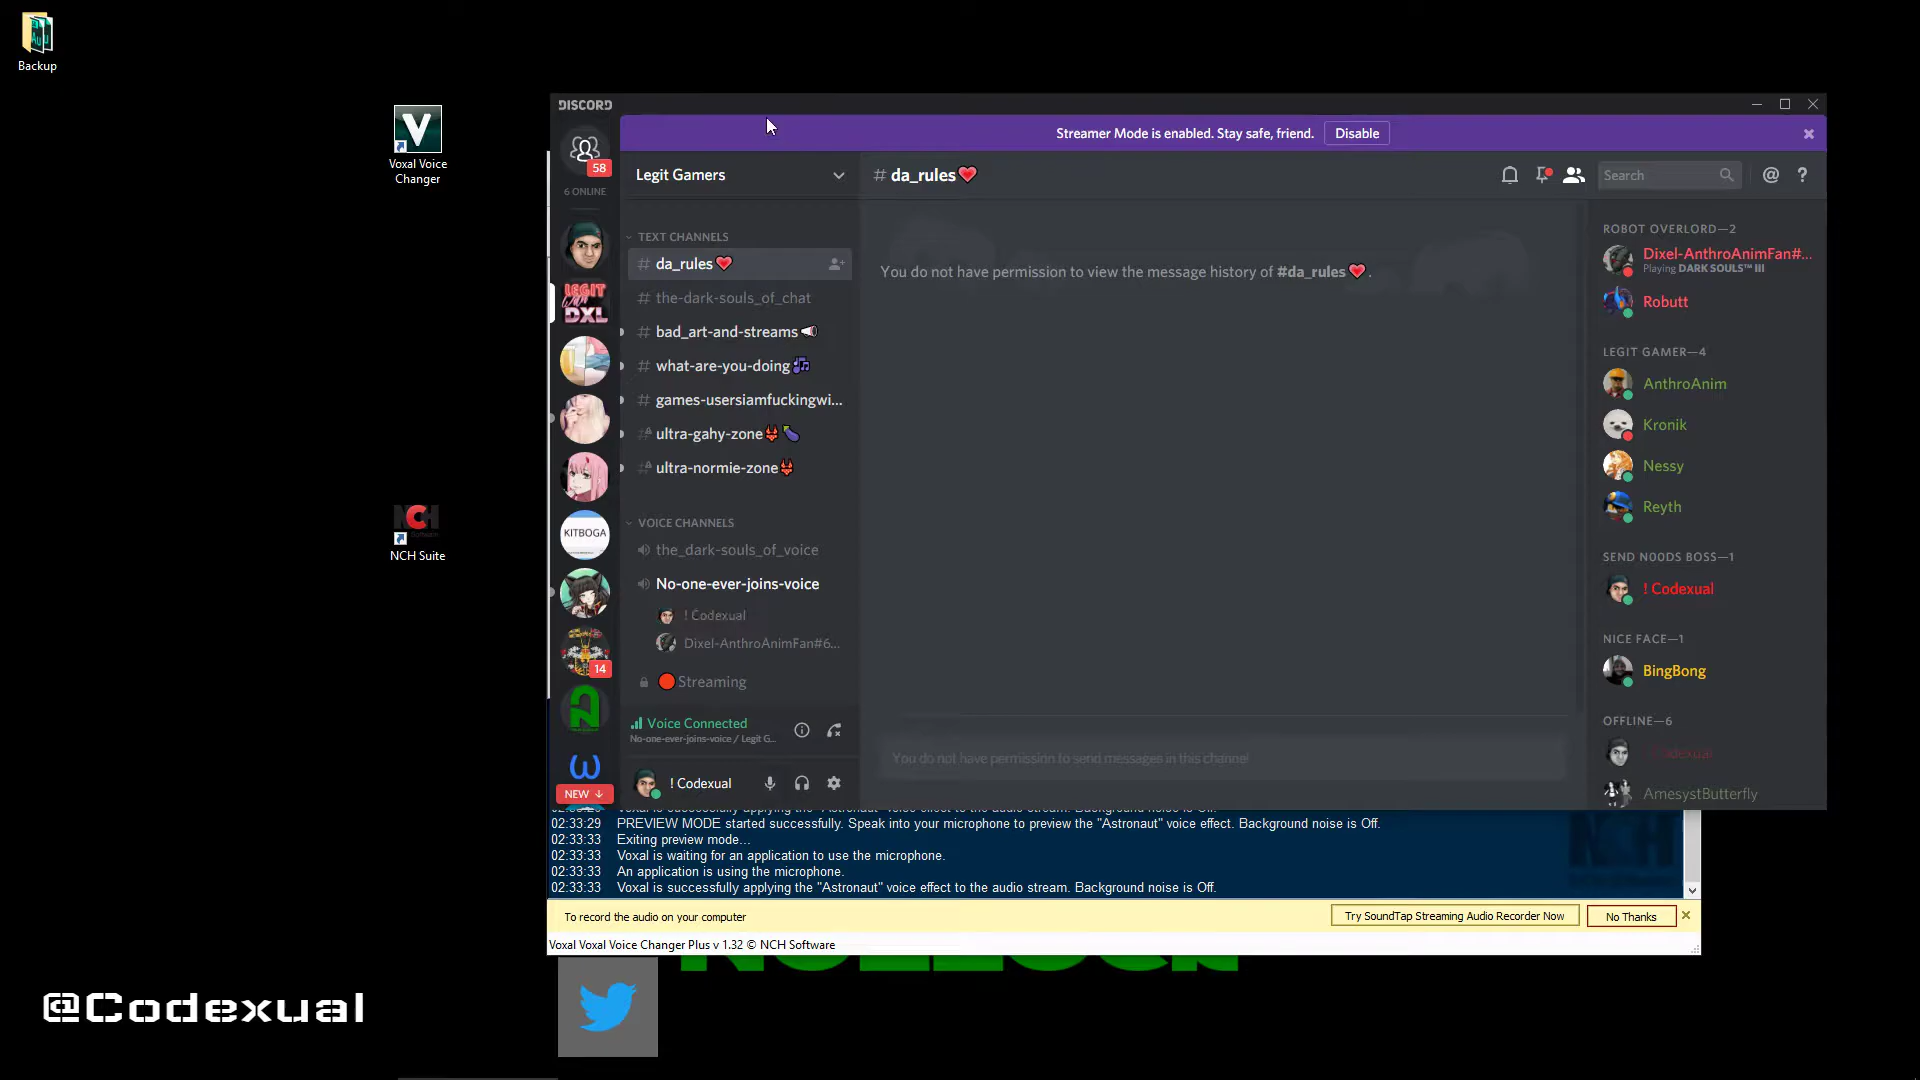 Backup
Voxal Voice
Changer
NCH Suite
@Codexual
DISCORD
Streamer Mode is enabled. Stay safe, friend.
Disable
58
6 ONLINE
LEGIT
DXL
KITBOGA
14
NEW ↓
Legit Gamers
TEXT CHANNELS
# da_rules❤️
# the-dark-souls_of_chat
# bad_art-and-streams
# what-are-you-doing🎶
# games-usersiamfuckingwi...
# ultra-gahy-zone🦊🍆
# ultra-normie-zone🦊
VOICE CHANNELS
the_dark-souls_of_voice
No-one-ever-joins-voice
! Codexual
Dixel-AnthroAnimFan#6...
🔴Streaming
Voice Connected
No-one-ever-joins-voice / Legit G...
! Codexual
# da_rules❤️
Search
@
?
You do not have permission to view the message history of #da_rules❤️.
You do not have permission to send messages in this channel
ROBOT OVERLORD—2
Dixel-AnthroAnimFan#...
Playing DARK SOULS™ III
Robutt
LEGIT GAMER—4
AnthroAnim
Kronik
Nessy
Reyth
SEND N00DS BOSS—1
! Codexual
NICE FACE—1
BingBong
OFFLINE—6
Codexual
AmesystButterfly
02:33:29 PREVIEW MODE started successfully. Speak into your microphone to preview the "Astronaut" voice effect. Background noise is Off.
02:33:33 Exiting preview mode...
02:33:33 Voxal is waiting for an application to use the microphone.
02:33:33 An application is using the microphone.
02:33:33 Voxal is successfully applying the "Astronaut" voice effect to the audio stream. Background noise is Off.
NCH
To record the audio on your computer
Try SoundTap Streaming Audio Recorder Now
No Thanks
Voxal Voxal Voice Changer Plus v 1.32 © NCH Software